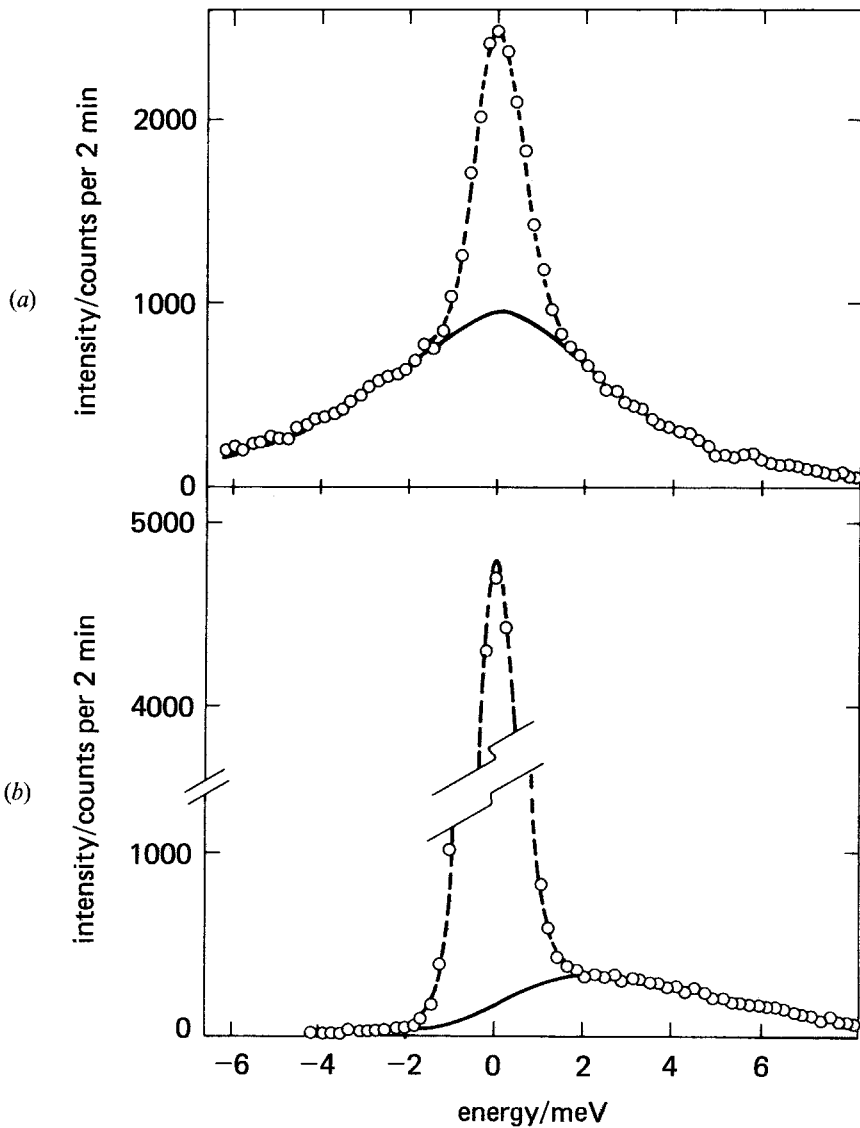 (a)
intensity/counts per 2 min
2000
1000
0
(b)
intensity/counts per 2 min
5000
4000
1000
0
−6 −4 −2 0 2 4 6
energy/meV